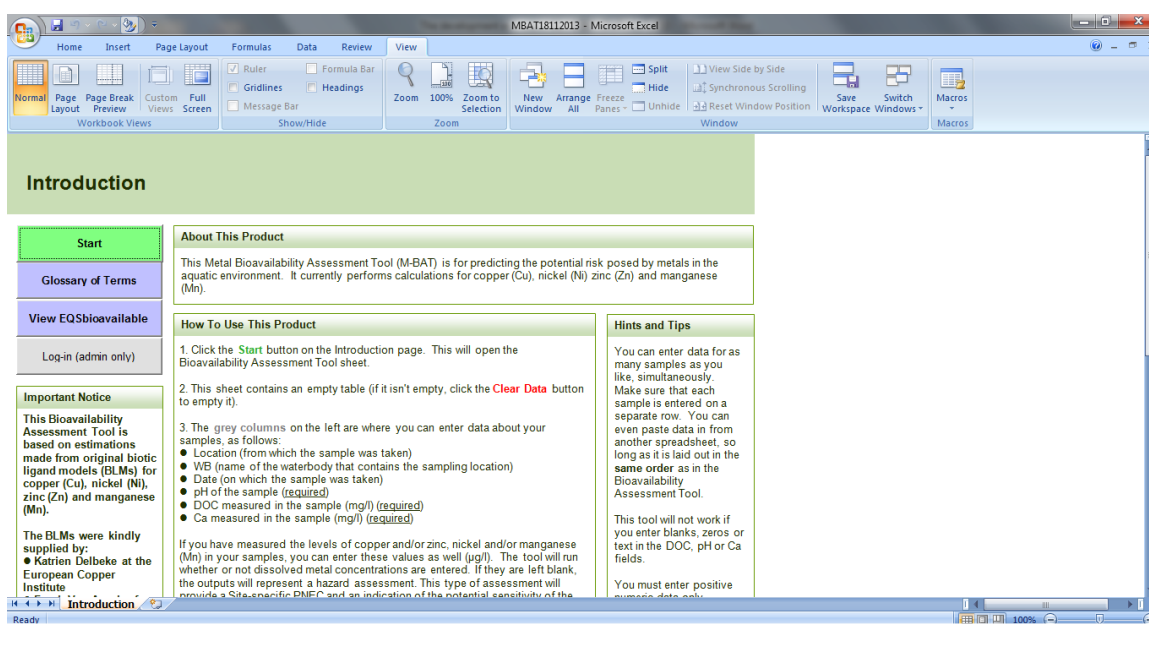 MBAT18112013 - Microsoft Excel
Home Insert Page Layout Formulas Data Review View
Normal Page Layout Page Break Preview Custom Views Full Screen
Workbook Views
Ruler Formula Bar
Gridlines Headings
Message Bar
Show/Hide
Zoom 100% Zoom to Selection
Zoom
New Window Arrange All Freeze Panes
Split
Hide
Unhide
View Side by Side
Synchronous Scrolling
Reset Window Position
Save Workspace Switch Windows
Window
Macros
Macros
Introduction
Start
Glossary of Terms
View EQSbioavailable
Log-in (admin only)
Important Notice
This Bioavailability
Assessment Tool is
based on estimations
made from original biotic
ligand models (BLMs) for
copper (Cu), nickel (Ni),
zinc (Zn) and manganese
(Mn).
The BLMs were kindly
supplied by:
● Katrien Delbeke at the
European Copper
Institute
About This Product
This Metal Bioavailability Assessment Tool (M-BAT) is for predicting the potential risk posed by metals in the
aquatic environment. It currently performs calculations for copper (Cu), nickel (Ni) zinc (Zn) and manganese
(Mn).
How To Use This Product
1. Click the Start button on the Introduction page. This will open the
Bioavailability Assessment Tool sheet.
2. This sheet contains an empty table (if it isn't empty, click the Clear Data button
to empty it).
3. The grey columns on the left are where you can enter data about your
samples, as follows:
● Location (from which the sample was taken)
● WB (name of the waterbody that contains the sampling location)
● Date (on which the sample was taken)
● pH of the sample (required)
● DOC measured in the sample (mg/l) (required)
● Ca measured in the sample (mg/l) (required)
If you have measured the levels of copper and/or zinc, nickel and/or manganese
(Mn) in your samples, you can enter these values as well (µg/l). The tool will run
whether or not dissolved metal concentrations are entered. If they are left blank,
the outputs will represent a hazard assessment. This type of assessment will
provide a Site-specific PNEC and an indication of the potential sensitivity of the
Hints and Tips
You can enter data for as
many samples as you
like, simultaneously.
Make sure that each
sample is entered on a
separate row. You can
even paste data in from
another spreadsheet, so
long as it is laid out in the
same order as in the
Bioavailability
Assessment Tool.
This tool will not work if
you enter blanks, zeros or
text in the DOC, pH or Ca
fields.
You must enter positive
numeric data only
Introduction
Ready
100%